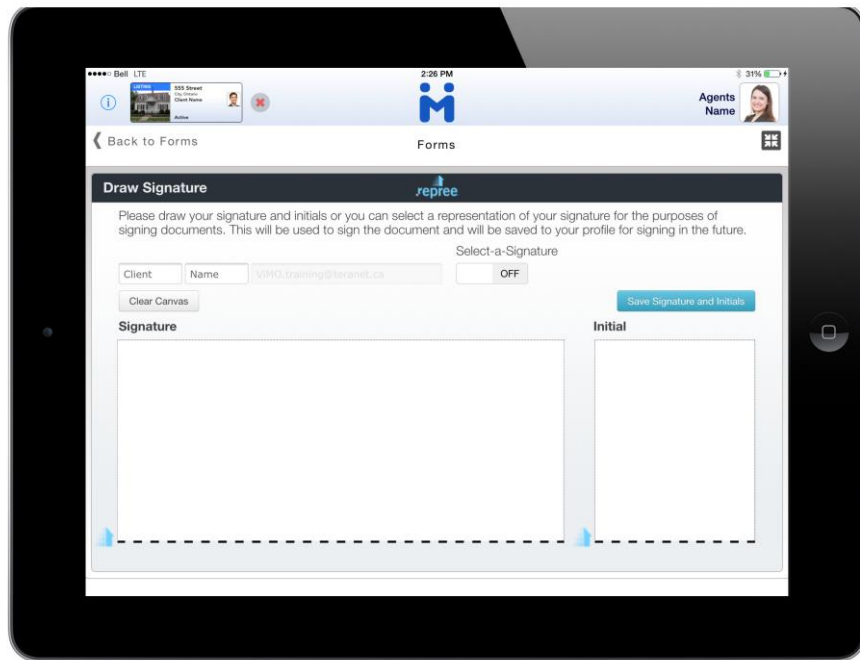 Bell LTE
2:26 PM
31%
LISTING
555 Street
City, Ontario
Client Name
Active
Agents
Name
Back to Forms
Forms
Draw Signature
repree
Please draw your signature and initials or you can select a representation of your signature for the purposes of
signing documents. This will be used to sign the document and will be saved to your profile for signing in the future.
Select-a-Signature
Client
Name
VIMO.training@teranet.ca
OFF
Clear Canvas
Save Signature and Initials
Signature
Initial